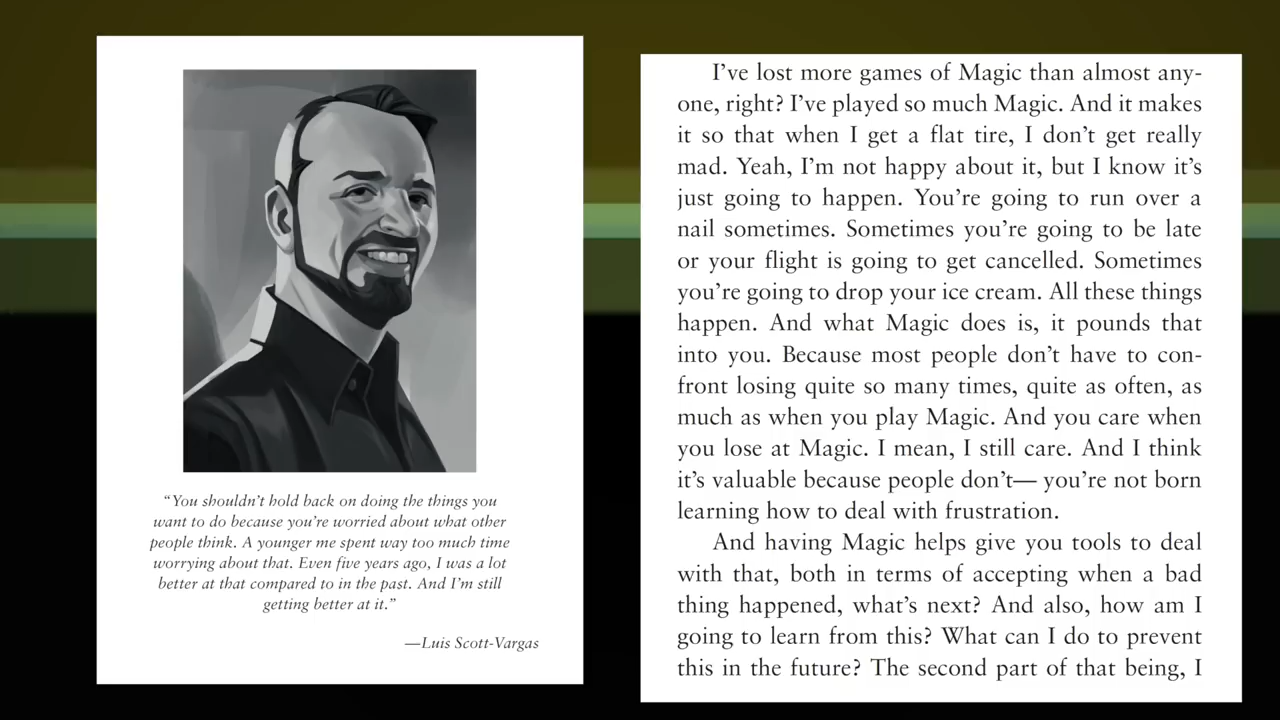 “You shouldn’t hold back on doing the things you
want to do because you’re worried about what other
people think. A younger me spent way too much time
worrying about that. Even five years ago, I was a lot
better at that compared to in the past. And I’m still
getting better at it.”
—Luis Scott-Vargas
I’ve lost more games of Magic than almost any-
one, right? I’ve played so much Magic. And it makes
it so that when I get a flat tire, I don’t get really
mad. Yeah, I’m not happy about it, but I know it’s
just going to happen. You’re going to run over a
nail sometimes. Sometimes you’re going to be late
or your flight is going to get cancelled. Sometimes
you’re going to drop your ice cream. All these things
happen. And what Magic does is, it pounds that
into you. Because most people don’t have to con-
front losing quite so many times, quite as often, as
much as when you play Magic. And you care when
you lose at Magic. I mean, I still care. And I think
it’s valuable because people don’t— you’re not born
learning how to deal with frustration.
And having Magic helps give you tools to deal
with that, both in terms of accepting when a bad
thing happened, what’s next? And also, how am I
going to learn from this? What can I do to prevent
this in the future? The second part of that being, I